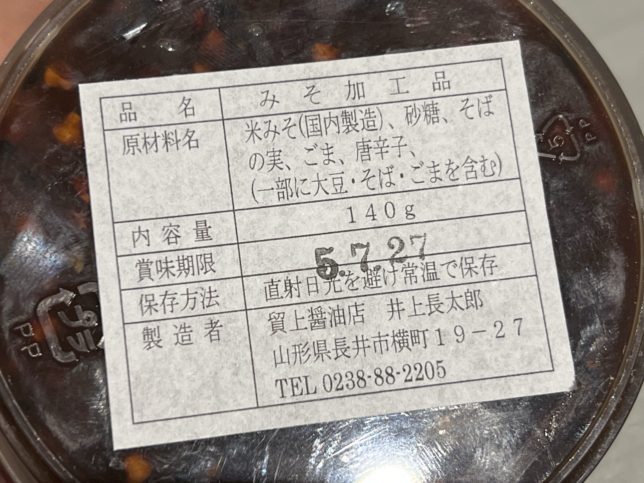 品名 みそ加工品
原材料名 米みそ(国内製造)、砂糖、そば
の実、ごま、唐辛子、
(一部に大豆・そば・ごまを含む)
内容量 140g
賞味期限 5.7.27
保存方法 直射日光を避け常温で保存
製造者 貿上醤油店 井上長太郎
山形県長井市横町19-27
TEL 0238-88-2205
PP
PP